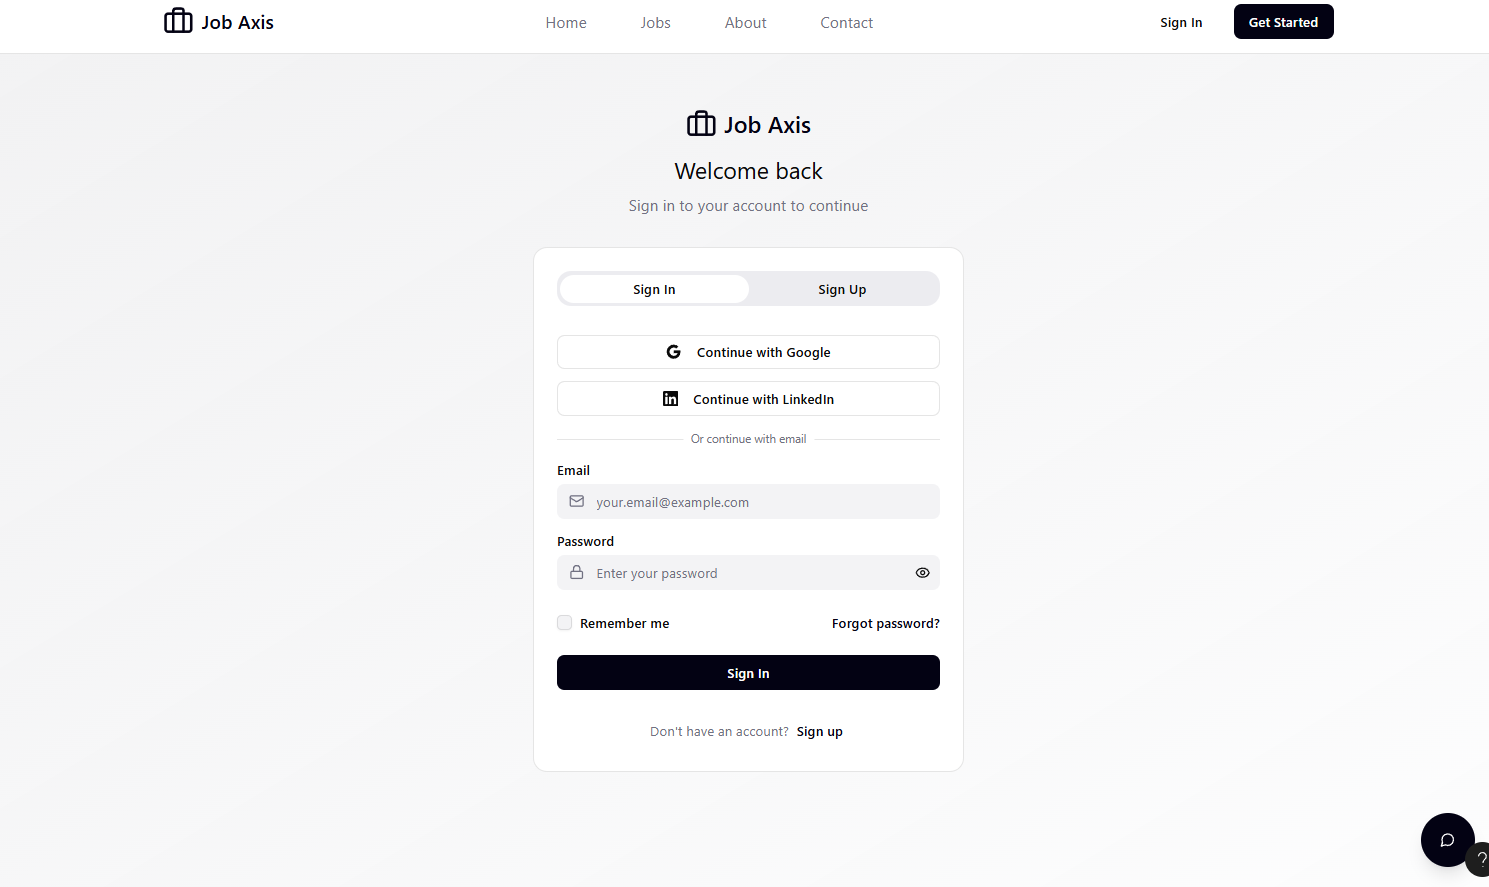 Job Axis
Home
Jobs
About
Contact
Sign In
Get Started
Job Axis
Welcome back
Sign in to your account to continue
Sign In
Sign Up
Continue with Google
Continue with LinkedIn
Or continue with email
Email
your.email@example.com
Password
Enter your password
Remember me
Forgot password?
Sign In
Don't have an account? Sign up
?